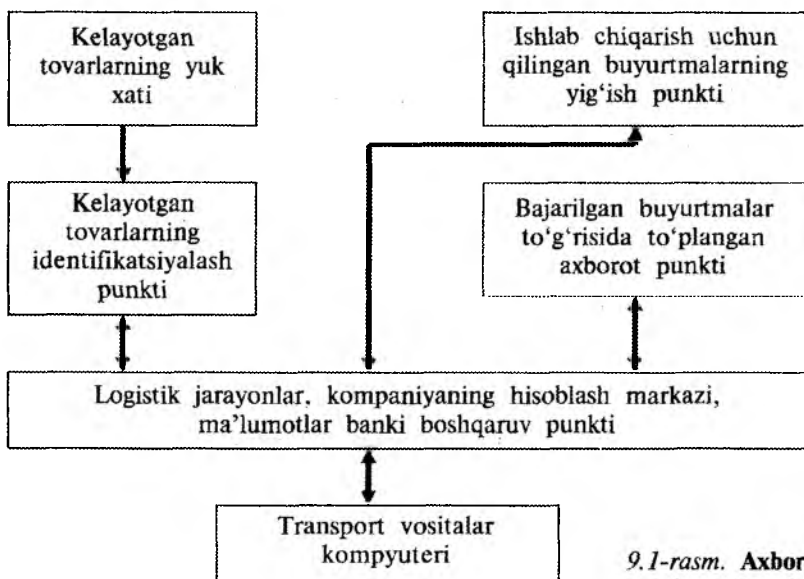 Kelayotgan
tovarlarning yuk
xati
Ishlab chiqarish uchun
qilingan buyurtmalarning
yig‘ish punkti
Kelayotgan
tovarlarning
identifikatsiyalash
punkti
Bajarilgan buyurtmalar
to‘g‘risida to‘plangan
axborot punkti
Logistik jarayonlar, kompaniyaning hisoblash markazi,
ma’lumotlar banki boshqaruv punkti
Transport vositalar
kompyuteri
9.1-rasm. Axbor